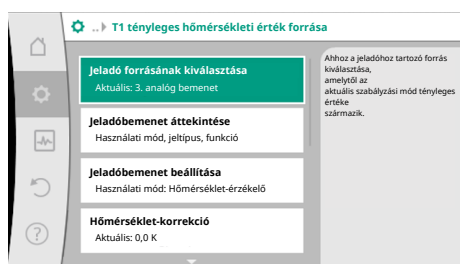 ..▸ T1 tényleges hőmérsékleti érték forrása
Jeladó forrásának kiválasztása
Aktuális: 3. analóg bemenet
Jeladóbemenet áttekintése
Használati mód, jeltípus, funkció
Jeladóbemenet beállítása
Használati mód: Hőmérséklet-érzékelő
Hőmérséklet-korrekció
Aktuális: 0,0 K
Ahhoz a jeladóhoz tartozó forrás
kiválasztása,
amelytől az
aktuális szabályzási mód tényleges
értéke
származik.